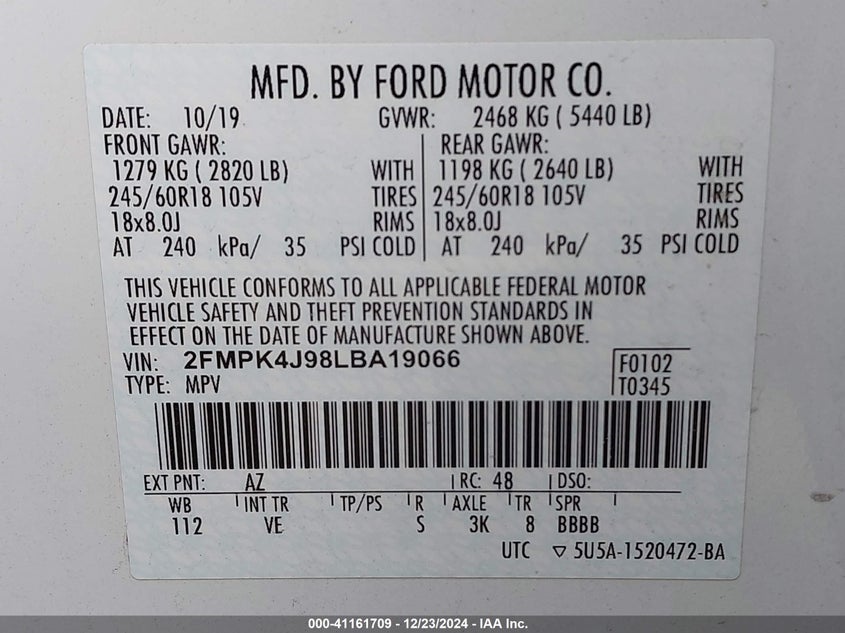 MFD. BY FORD MOTOR CO.
DATE: 10/19 GVWR: 2468 KG ( 5440 LB)
FRONT GAWR: REAR GAWR:
1279 KG ( 2820 LB) WITH 1198 KG ( 2640 LB) WITH
245/60R18 105V TIRES 245/60R18 105V TIRES
18x8.0J RIMS 18x8.0J RIMS
AT 240 kPa/ 35 PSI COLD AT 240 kPa/ 35 PSI COLD
THIS VEHICLE CONFORMS TO ALL APPLICABLE FEDERAL MOTOR
VEHICLE SAFETY AND THEFT PREVENTION STANDARDS IN
EFFECT ON THE DATE OF MANUFACTURE SHOWN ABOVE.
VIN: 2FMPK4J98LBA19066 F0102
TYPE: MPV T0345
EXT PNT: AZ RC: 48 DSO:
WB INT TR TP/PS R AXLE TR SPR
112 VE S 3K 8 BBBB
UTC ▽ 5U5A-1520472-BA
000-41161709 - 12/23/2024 - IAA Inc.